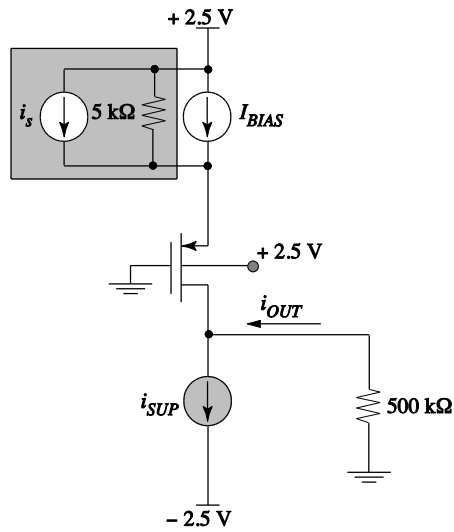 + 2.5 V
i_s
5 kΩ
I_BIAS
+ 2.5 V
i_OUT
i_SUP
500 kΩ
− 2.5 V